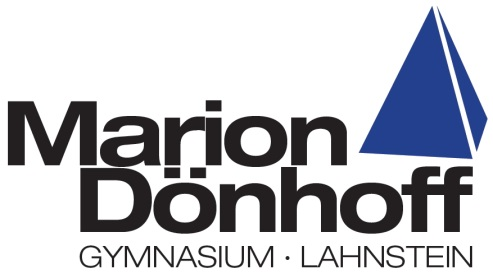 Marion
Dönhoff
GYMNASIUM · LAHNSTEIN